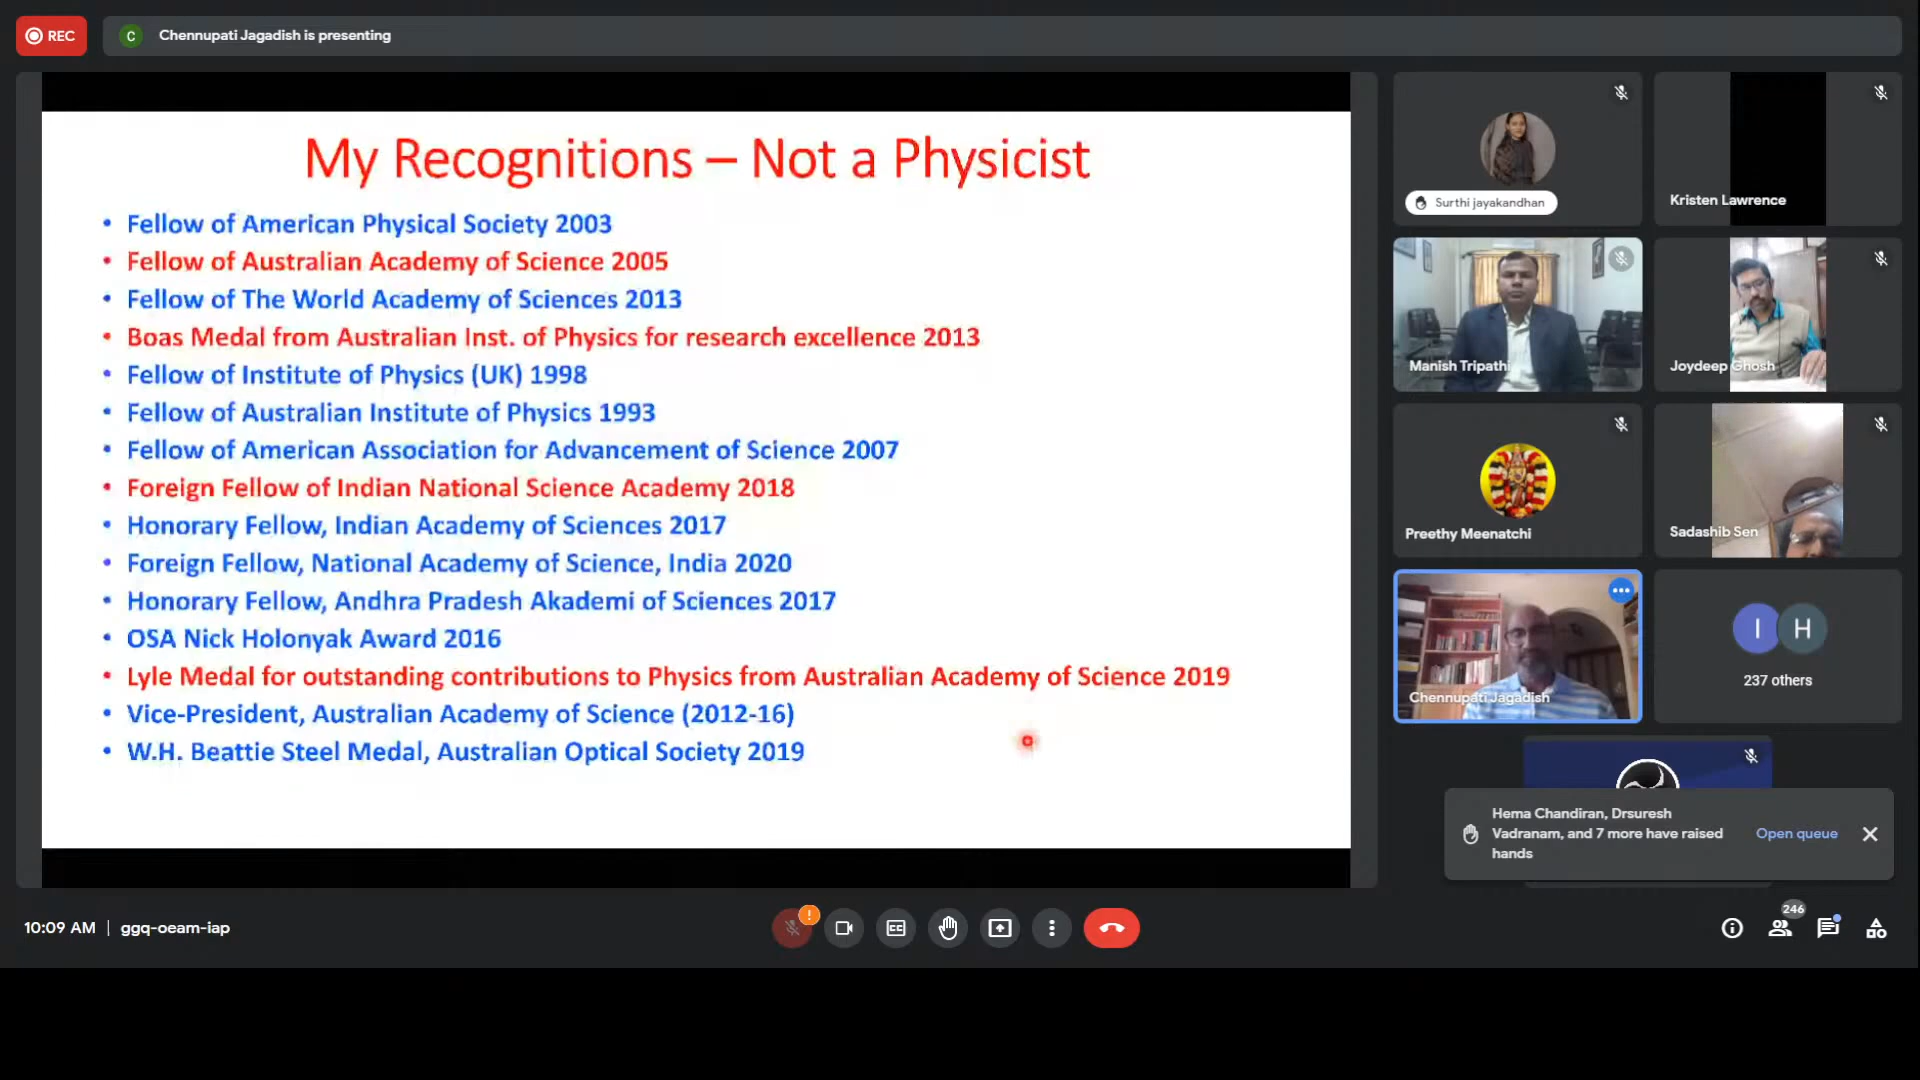 REC
C
Chennupati Jagadish is presenting
My Recognitions – Not a Physicist
• Fellow of American Physical Society 2003
• Fellow of Australian Academy of Science 2005
• Fellow of The World Academy of Sciences 2013
• Boas Medal from Australian Inst. of Physics for research excellence 2013
• Fellow of Institute of Physics (UK) 1998
• Fellow of Australian Institute of Physics 1993
• Fellow of American Association for Advancement of Science 2007
• Foreign Fellow of Indian National Science Academy 2018
• Honorary Fellow, Indian Academy of Sciences 2017
• Foreign Fellow, National Academy of Science, India 2020
• Honorary Fellow, Andhra Pradesh Akademi of Sciences 2017
• OSA Nick Holonyak Award 2016
• Lyle Medal for outstanding contributions to Physics from Australian Academy of Science 2019
• Vice-President, Australian Academy of Science (2012-16)
• W.H. Beattie Steel Medal, Australian Optical Society 2019
Surthi jayakandhan
Kristen Lawrence
Manish Tripathi
Joydeep Ghosh
Preethy Meenatchi
Sadashib Sen
Chennupati Jagadish
I H
237 others
Hema Chandiran, Drsuresh
Vadranam, and 7 more have raised
hands
Open queue
10:09 AM | ggq-oeam-iap
!
CC
246